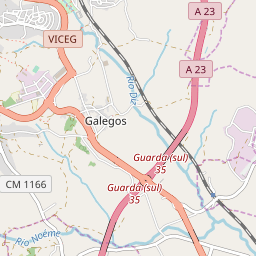 A 23
VICEG
A 23
Rio Diz
Galegos
Guarda (sul)
35
CM 1166
Guarda (sul)
35
Rio Noéme